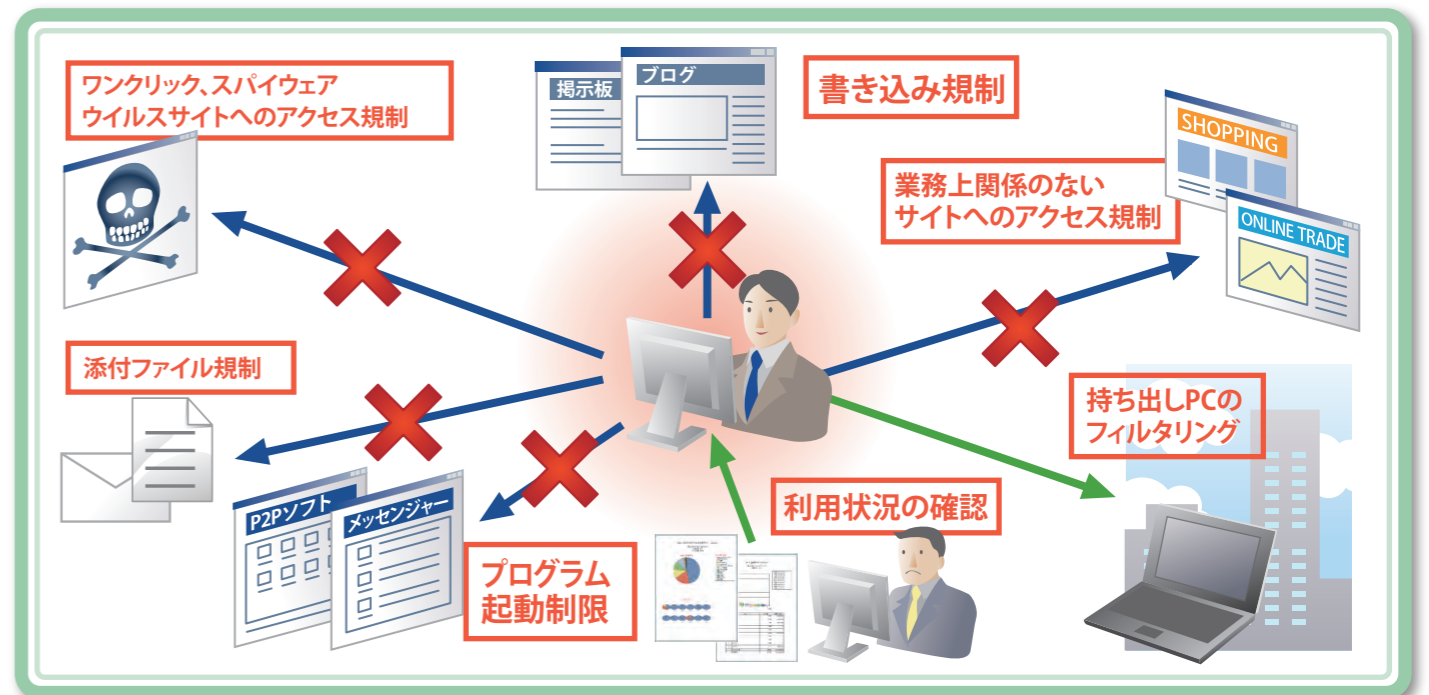 ワンクリック、スパイウェア
ウイルスサイトへのアクセス規制
掲示板
ブログ
書き込み規制
業務上関係のない
サイトへのアクセス規制
SHOPPING
ONLINE TRADE
添付ファイル規制
P2Pソフト
メッセンジャー
プログラム
起動制限
利用状況の確認
持ち出しPCの
フィルタリング